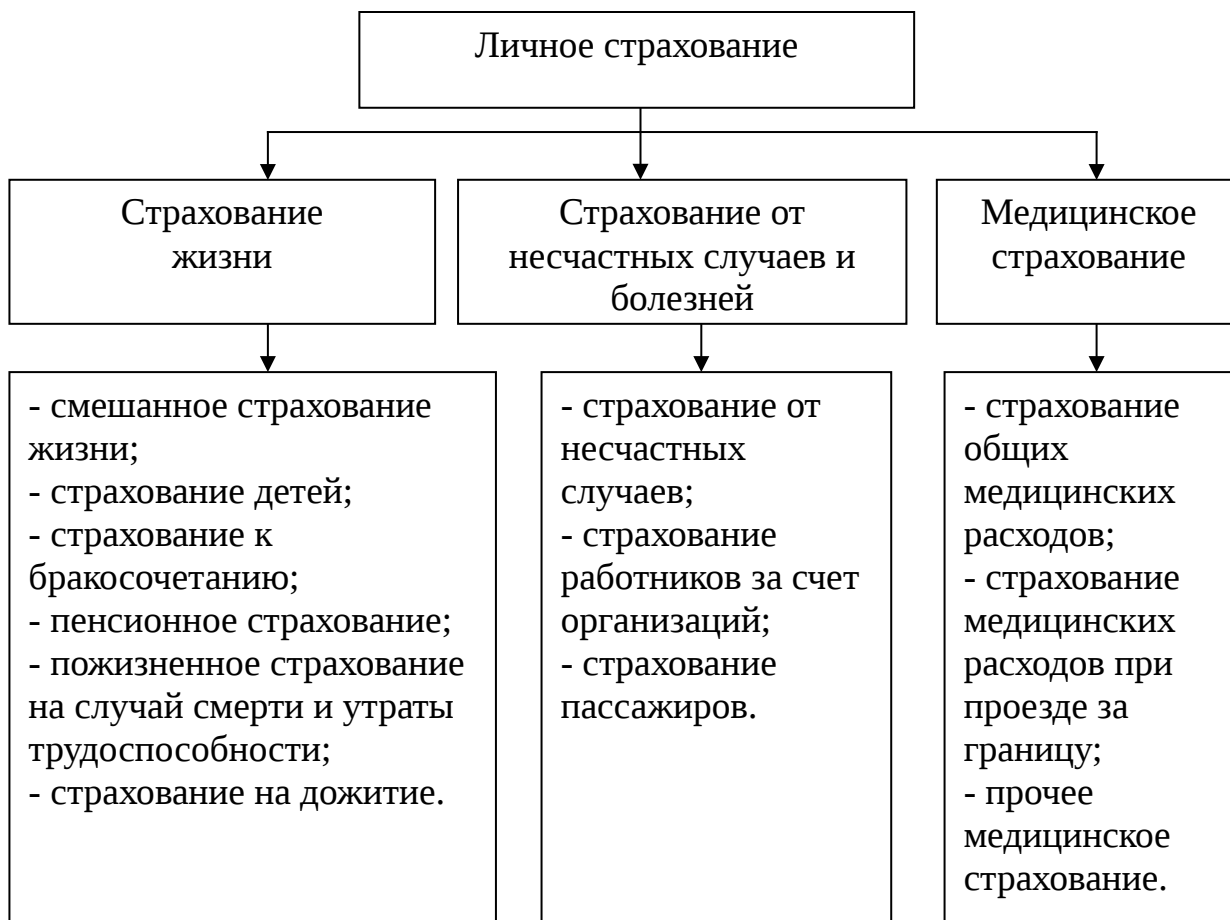 Личное страхование
Страхование
жизни
Страхование от
несчастных случаев и
болезней
Медицинское
страхование
- смешанное страхование
жизни;
- страхование детей;
- страхование к
бракосочетанию;
- пенсионное страхование;
- пожизненное страхование
на случай смерти и утраты
трудоспособности;
- страхование на дожитие.
- страхование от
несчастных
случаев;
- страхование
работников за счет
организаций;
- страхование
пассажиров.
- страхование
общих
медицинских
расходов;
- страхование
медицинских
расходов при
проезде за
границу;
- прочее
медицинское
страхование.